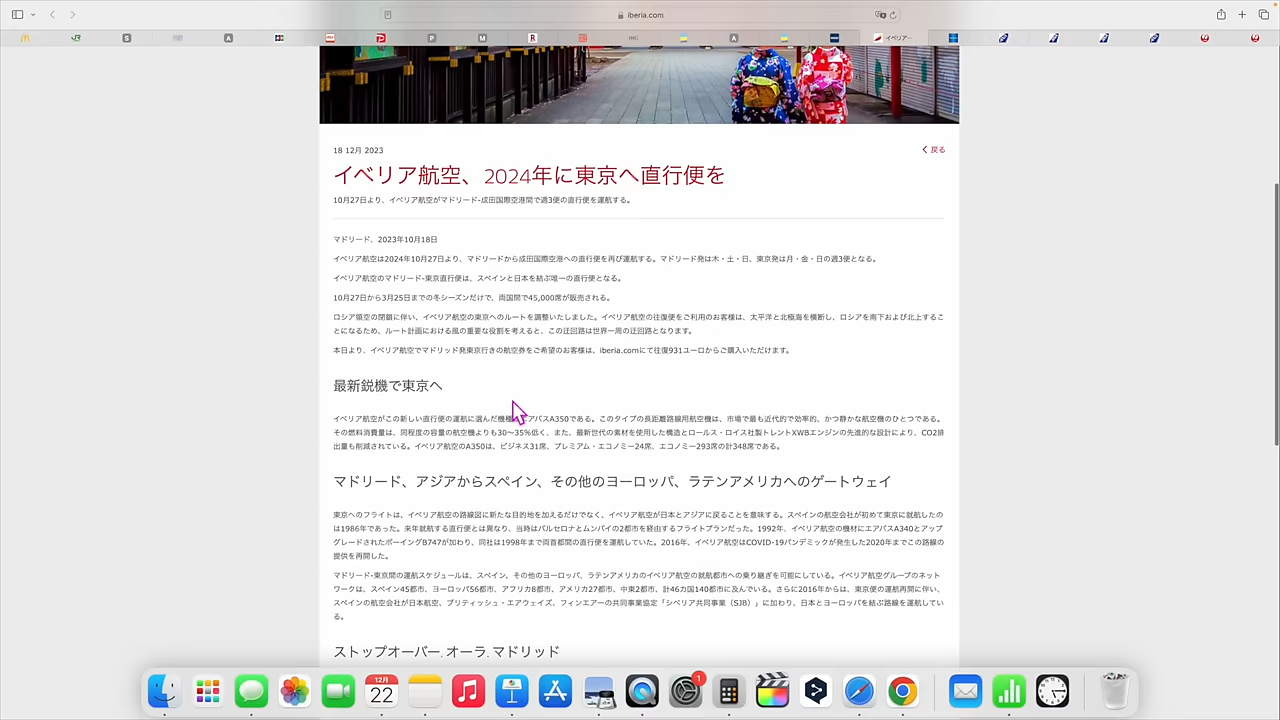 iberia.com
イベリア…
18 12月 2023
戻る
イベリア航空、2024年に東京へ直行便を
10月27日より、イベリア航空がマドリード-成田国際空港間で週3便の直行便を運航する。
マドリード、2023年10月18日
イベリア航空は2024年10月27日より、マドリードから成田国際空港への直行便を再び運航する。マドリード発は木・土・日、東京発は月・金・日の週3便となる。
イベリア航空のマドリード-東京直行便は、スペインと日本を結ぶ唯一の直行便となる。
10月27日から3月25日までの冬シーズンだけで、両国間で45,000席が販売される。
ロシア領空の閉鎖に伴い、イベリア航空の東京へのルートを調整いたしました。イベリア航空の往復便をご利用のお客様は、太平洋と北極海を横断し、ロシアを南下および北上するこ
とになるため、ルート計画における風の重要な役割を考えると、この迂回路は世界一周の迂回路となります。
本日より、イベリア航空でマドリッド発東京行きの航空券をご希望のお客様は、iberia.comにて往復931ユーロからご購入いただけます。
最新鋭機で東京へ
イベリア航空がこの新しい直行便の運航に選んだ機種 アバスA350である。このタイプの長距離路線用航空機は、市場で最も近代的で効率的、かつ静かな航空機のひとつである。
その燃料消費量は、同程度の容量の航空機よりも30~35%低く、また、最新世代の素材を使用した構造とロールス・ロイス社製トレントXWBエンジンの先進的な設計により、CO2排
出量も削減されている。イベリア航空のA350は、ビジネス31席、プレミアム・エコノミー24席、エコノミー293席の計348席である。
マドリード、アジアからスペイン、その他のヨーロッパ、ラテンアメリカへのゲートウェイ
東京へのフライトは、イベリア航空の路線図に新たな目的地を加えるだけでなく、イベリア航空が日本とアジアに戻ることを意味する。スペインの航空会社が初めて東京に就航したの
は1986年であった。来年就航する直行便とは異なり、当時はバルセロナとムンバイの2都市を経由するフライトプランだった。1992年、イベリア航空の機材にエアバスA340とアップ
グレードされたボーイングB747が加わり、同社は1998年まで両首都間の直行便を運航していた。2016年、イベリア航空はCOVID-19パンデミックが発生した2020年までこの路線の
提供を再開した。
マドリード-東京間の運航スケジュールは、スペイン、その他のヨーロッパ、ラテンアメリカのイベリア航空の就航都市への乗り継ぎを可能にしている。イベリア航空グループのネット
ワークは、スペイン45都市、ヨーロッパ56都市、アフリカ8都市、アメリカ27都市、中東2都市、計46カ国140都市に及んでいる。さらに2016年からは、東京便の運航再開に伴い、
スペインの航空会社が日本航空、ブリティッシュ・エアウェイズ、フィンエアーの共同事業協定「シベリア共同事業（SJB）」に加わり、日本とヨーロッパを結ぶ路線を運航してい
る。
ストップオーバー. オーラ. マドリッド
12月
22
1